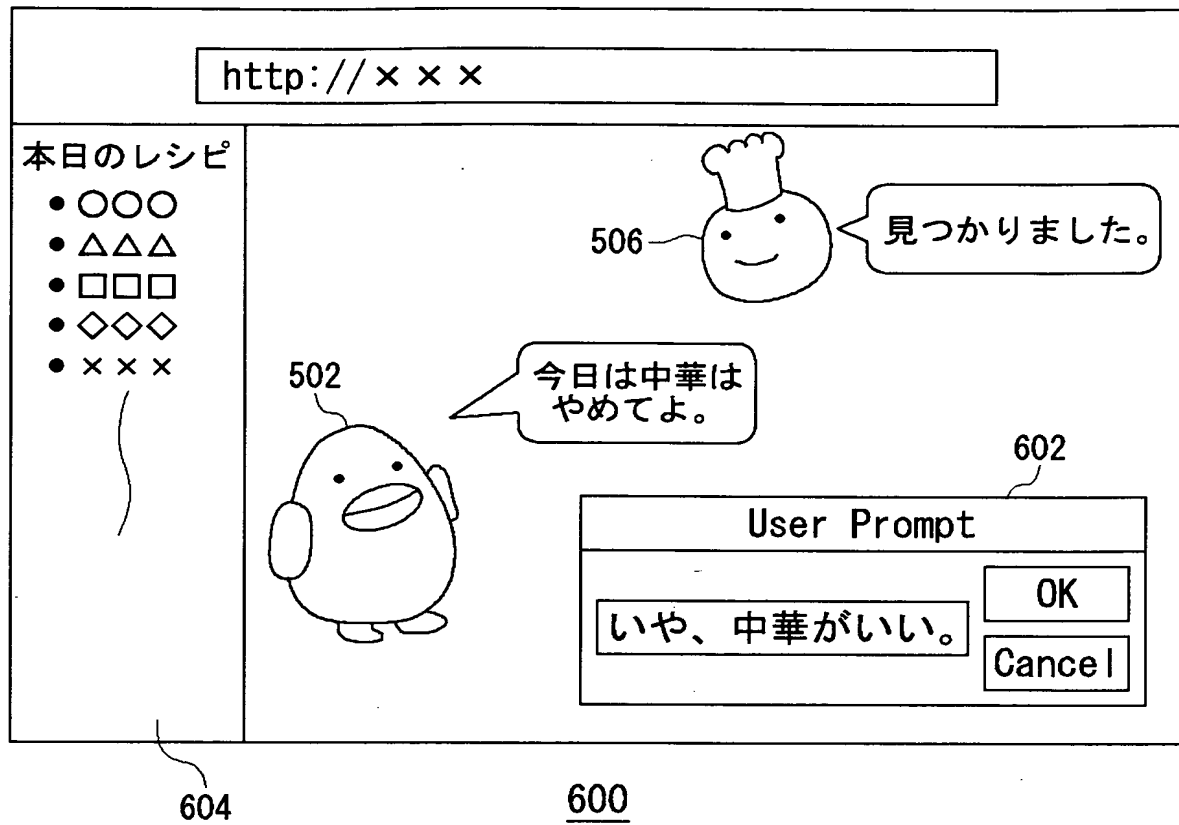 http://×××
本日のレシピ
● ○○○
● △△△
● □□□
● ◇◇◇
● ×××
506
見つかりました。
502
今日は中華は
やめてよ。
602
User Prompt
いや、中華がいい。
OK
Cancel
604
600